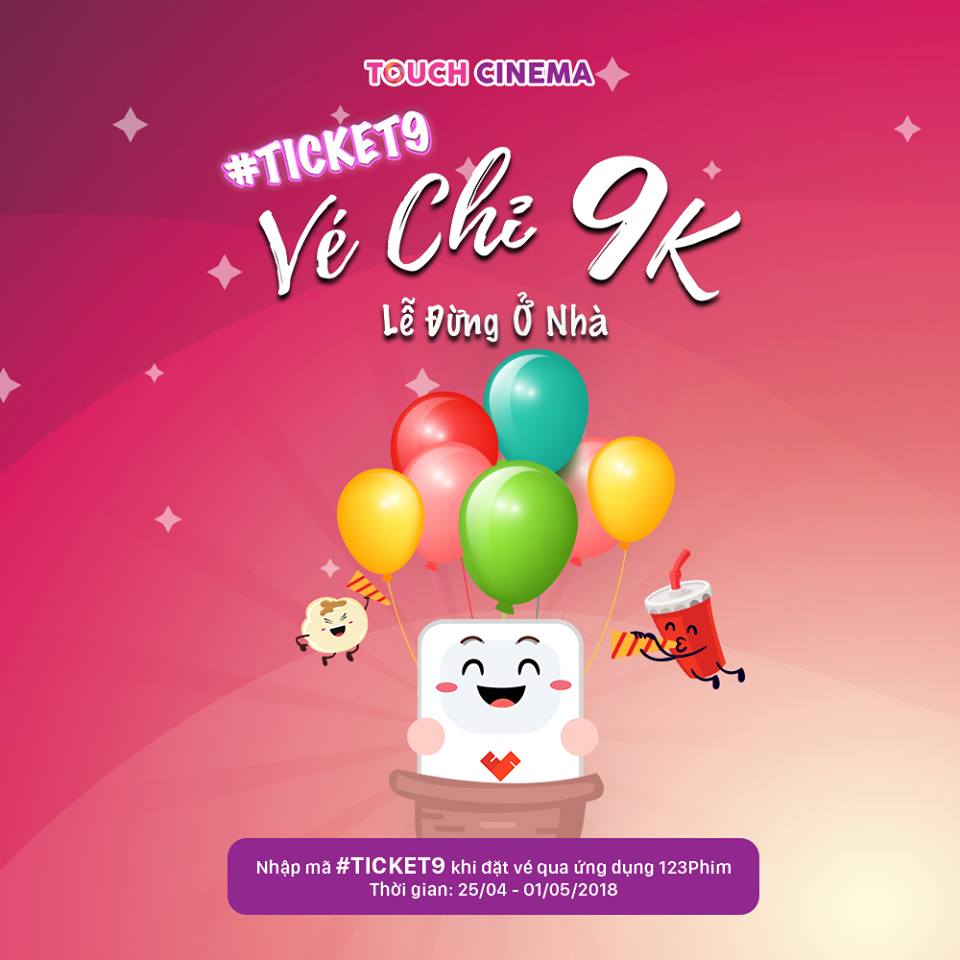 TOUCH CINEMA
#TICKET9
Vé Chỉ 9K
Lễ Đừng Ở Nhà
Nhập mã #TICKET9 khi đặt vé qua ứng dụng 123Phim
Thời gian: 25/04 - 01/05/2018